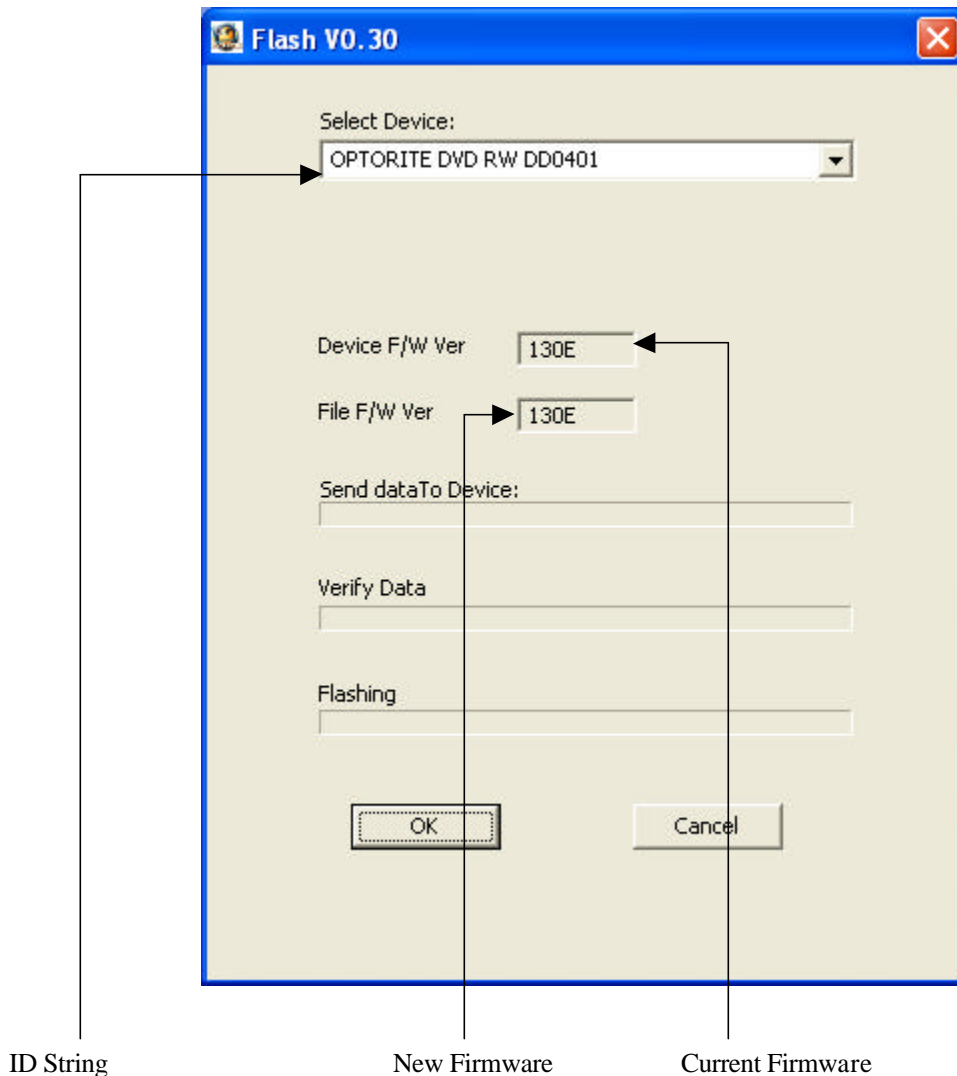 Flash V0.30
Select Device:
OPTORITE DVD RW DD0401
Device F/W Ver 130E
File F/W Ver 130E
Send dataTo Device:
Verify Data
Flashing
OK Cancel
ID String New Firmware Current Firmware